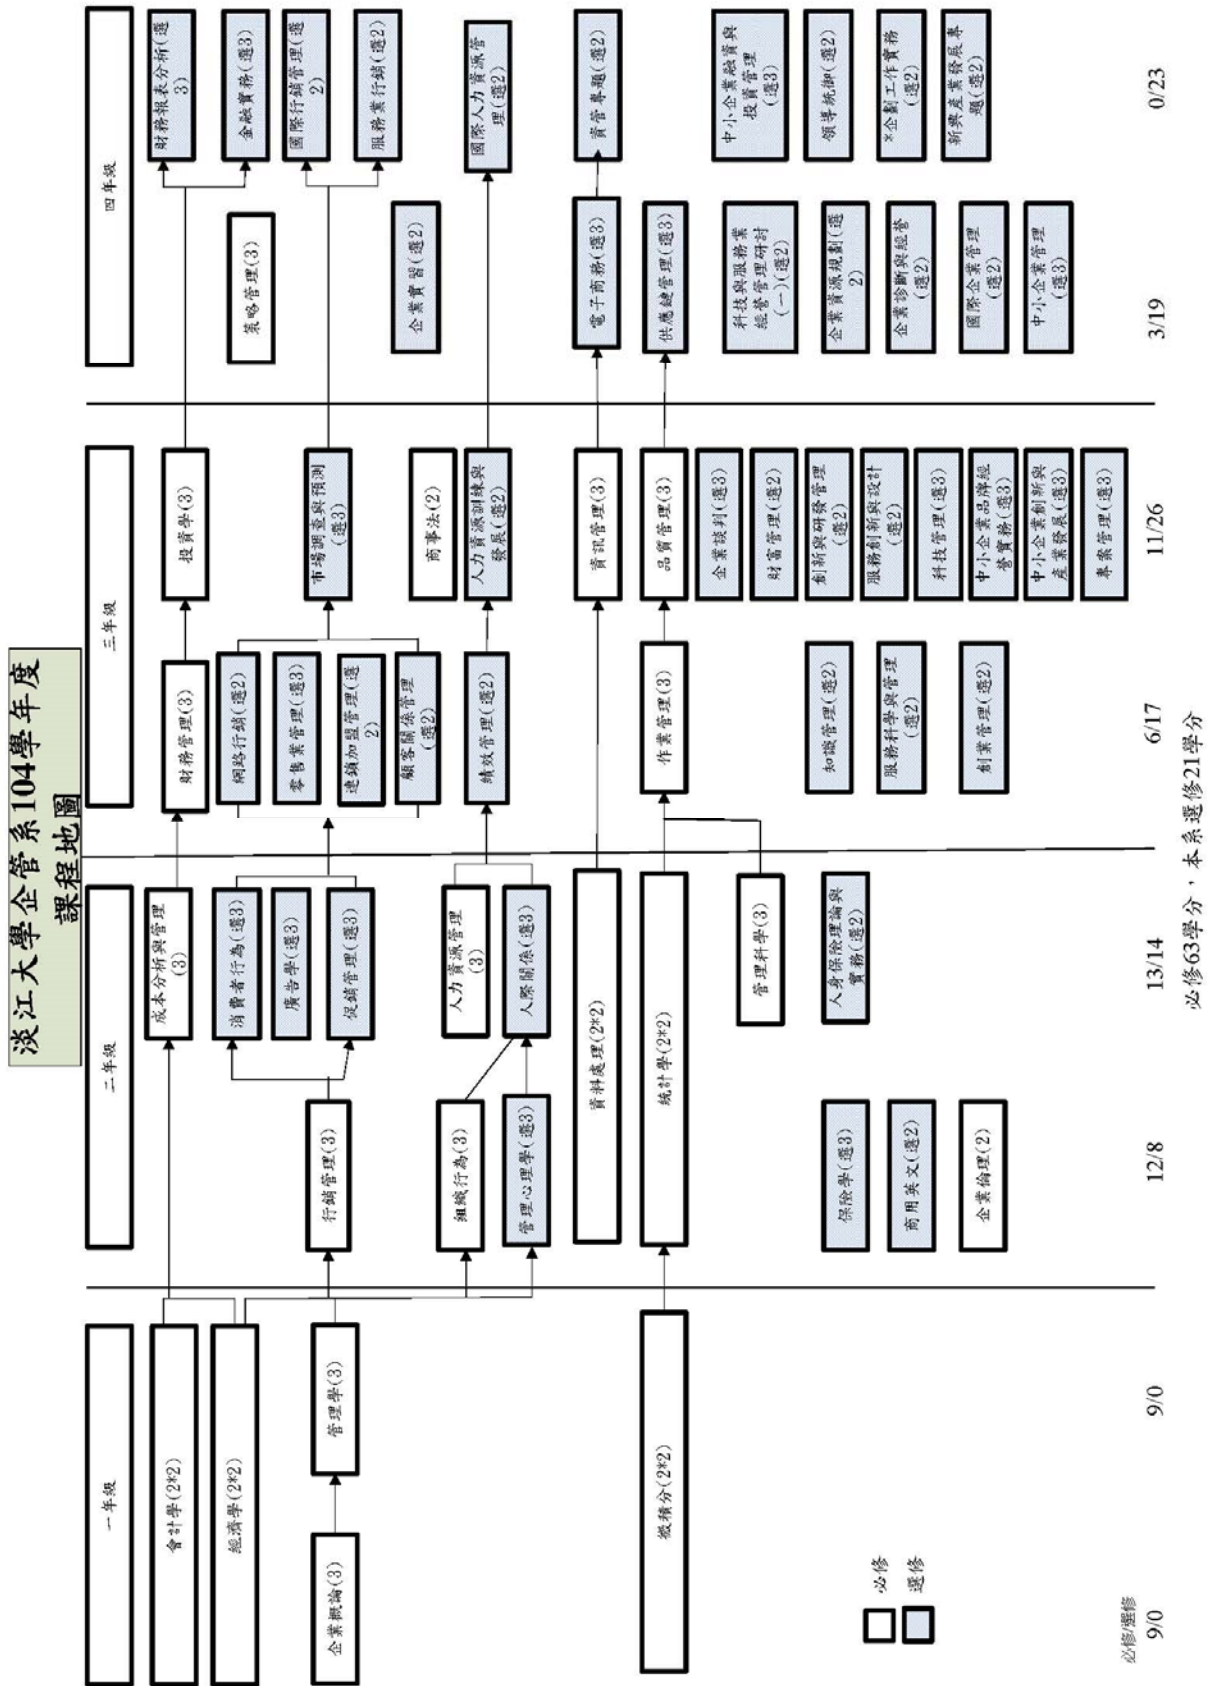 淡江大學企管系104學年度
課程地圖
一年級
二年級
三年級
四年級
會計學(2*2)
經濟學(2*2)
企業概論(3)
管理學(3)
微積分(2*2)
成本分析與管理
(3)
消費者行為(選3)
廣告學(選3)
行銷管理(3)
促銷管理(選3)
組織行為(3)
人力資源管理
(3)
管理心理學(選3)
人際關係(選3)
資料處理(2*2)
統計學(2*2)
管理科學(3)
保險學(選3)
人身保險理論與
實務(選2)
商用英文(選2)
企業倫理(2)
財務管理(3)
投資學(3)
網路行銷(選2)
零售業管理(選3)
連鎖加盟管理(選
2)
顧客關係管理
(選2)
市場調查與預測
(選3)
商事法(2)
績效管理(選2)
人力資源訓練與
發展(選2)
資訊管理(3)
作業管理(3)
品質管理(3)
企業談判(選3)
財富管理(選2)
知識管理(選2)
創新與研發管理
(選2)
服務科學與管理
(選2)
服務創新與設計
(選2)
科技管理(選3)
創業管理(選2)
中小企業品牌經
營實務(選3)
中小企業創新與
產業發展(選3)
專案管理(選3)
財務報表分析(選
3)
策略管理(3)
金融實務(選3)
國際行銷管理(選
2)
服務業行銷(選2)
企業實習(選2)
國際人力資源管
理(選2)
電子商務(選3)
資管專題(選2)
供應鏈管理(選3)
科技與服務業
經營管理研討
(一)(選2)
中小企業融資與
投資管理
(選3)
企業資源規劃(選
2)
領導統御(選2)
企業診斷與經營
(選2)
*企劃工作實務
(選2)
國際企業管理
(選2)
新興產業發展專
題(選2)
中小企業管理
(選3)
必修
選修
必修/選修
9/0
9/0
12/8
13/14
6/17
11/26
3/19
0/23
必修63學分,本系選修21學分